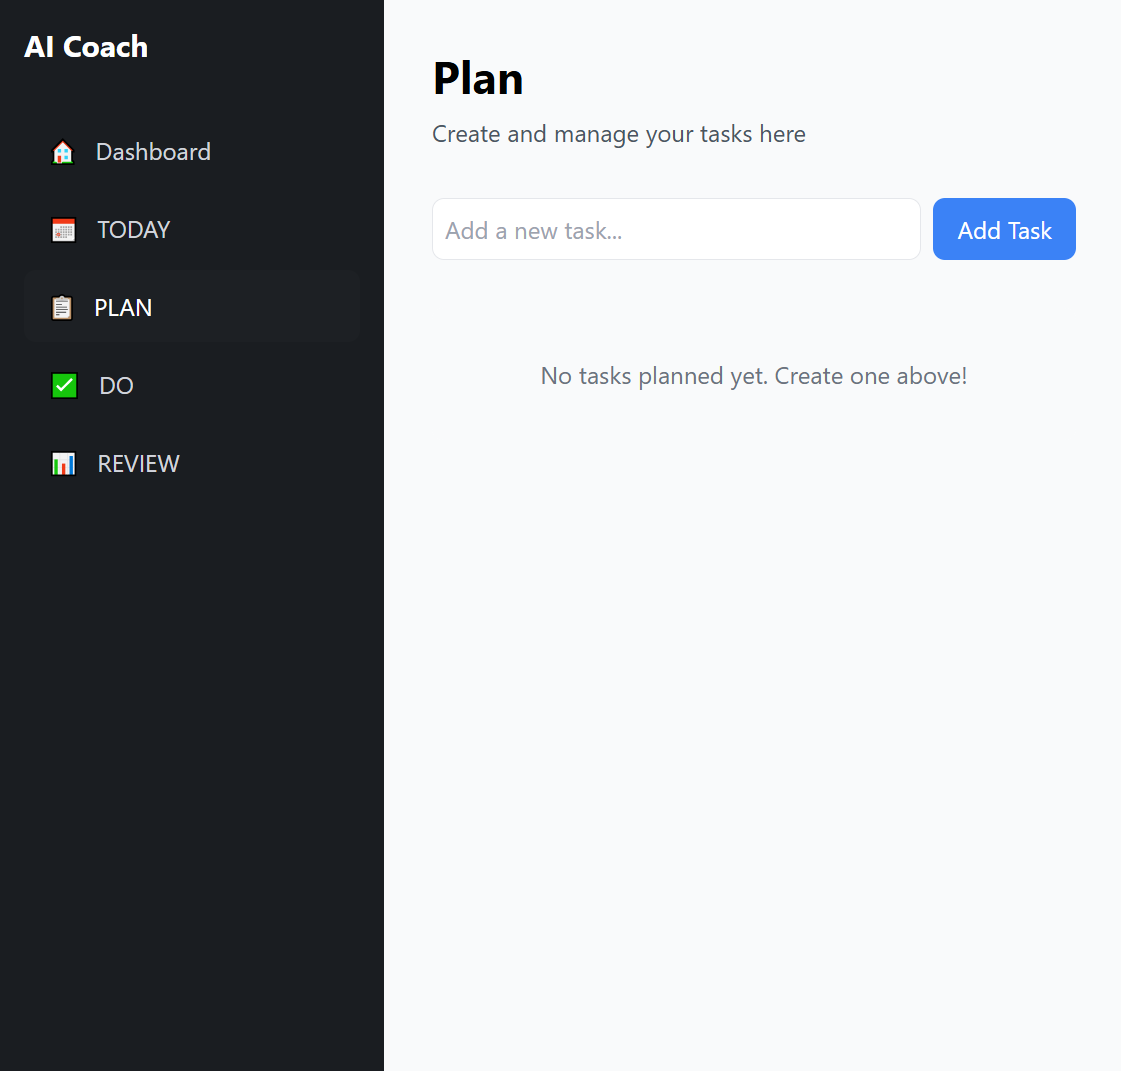 AI Coach
Dashboard
TODAY
PLAN
DO
REVIEW
Plan
Create and manage your tasks here
Add a new task...
Add Task
No tasks planned yet. Create one above!